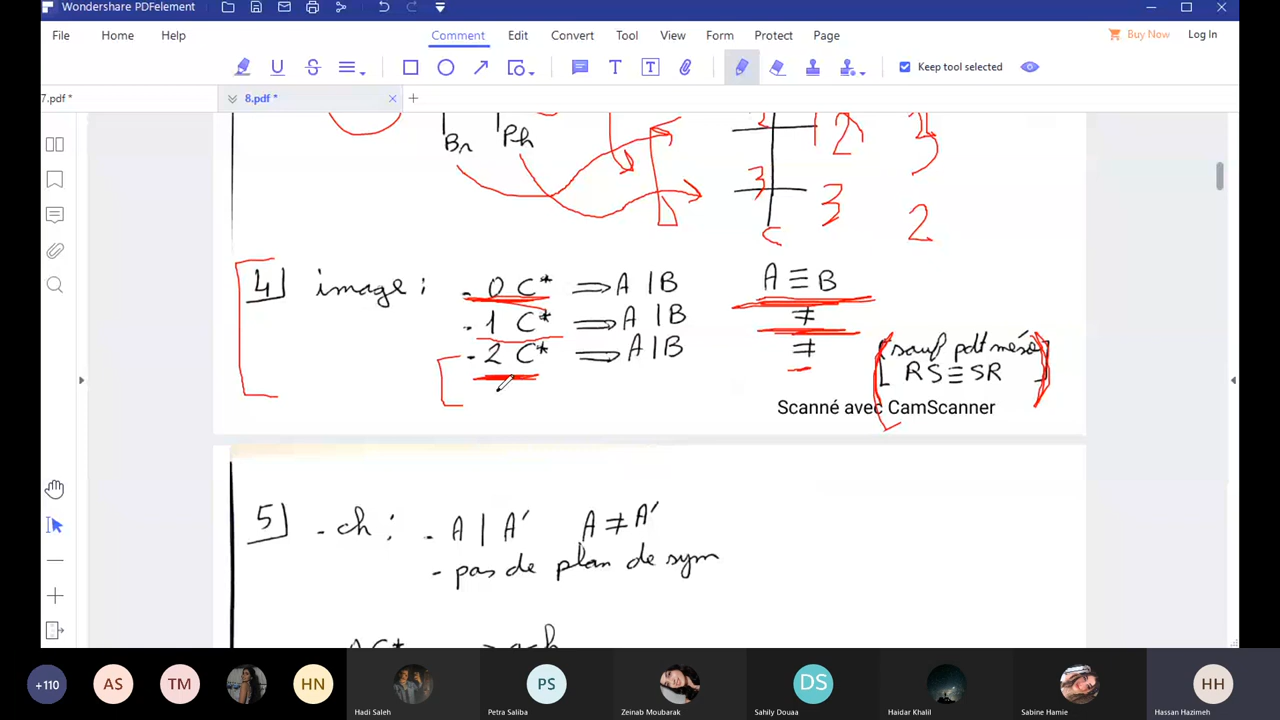 Wondershare PDFelement
File Home Help Comment Edit Convert Tool View Form Protect Page Buy Now Log In
Keep tool selected
7.pdf * 8.pdf *
Br Ph
2 2 1
3 3 2
C
4] image : - 0 C* ⟹ A | B A ≡ B
- 1 C* ⟹ A | B ≠
- 2 C* ⟹ A | B ≠ [sauf pdt méso
RS ≡ SR
Scanné avec CamScanner
5] - ch : - A | A' A ≠ A'
- pas de plan de sym
+110 AS TM HN PS DS HH
Hadi Saleh Petra Saliba Zeinab Moubarak Sahily Douaa Haidar Khalil Sabine Hamie Hassan Hazimeh